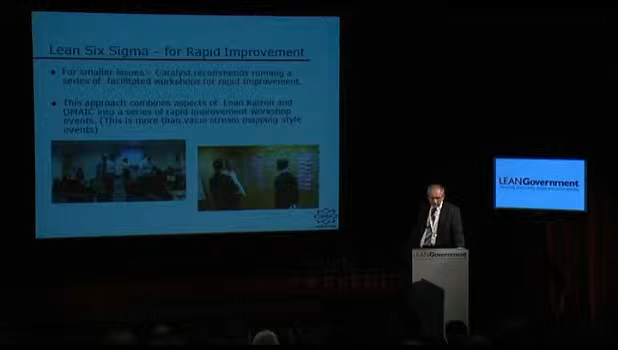 Lean Six Sigma – for Rapid Improvement
For smaller issues – Catalyst recommends running a
series of facilitated workshops for rapid improvement.
This approach combines aspects of Lean Kaizen and
DMAIC into a series of rapid improvement workshop
events. (This is more than value stream mapping style
events)
LEANGovernment
LEANGovernment